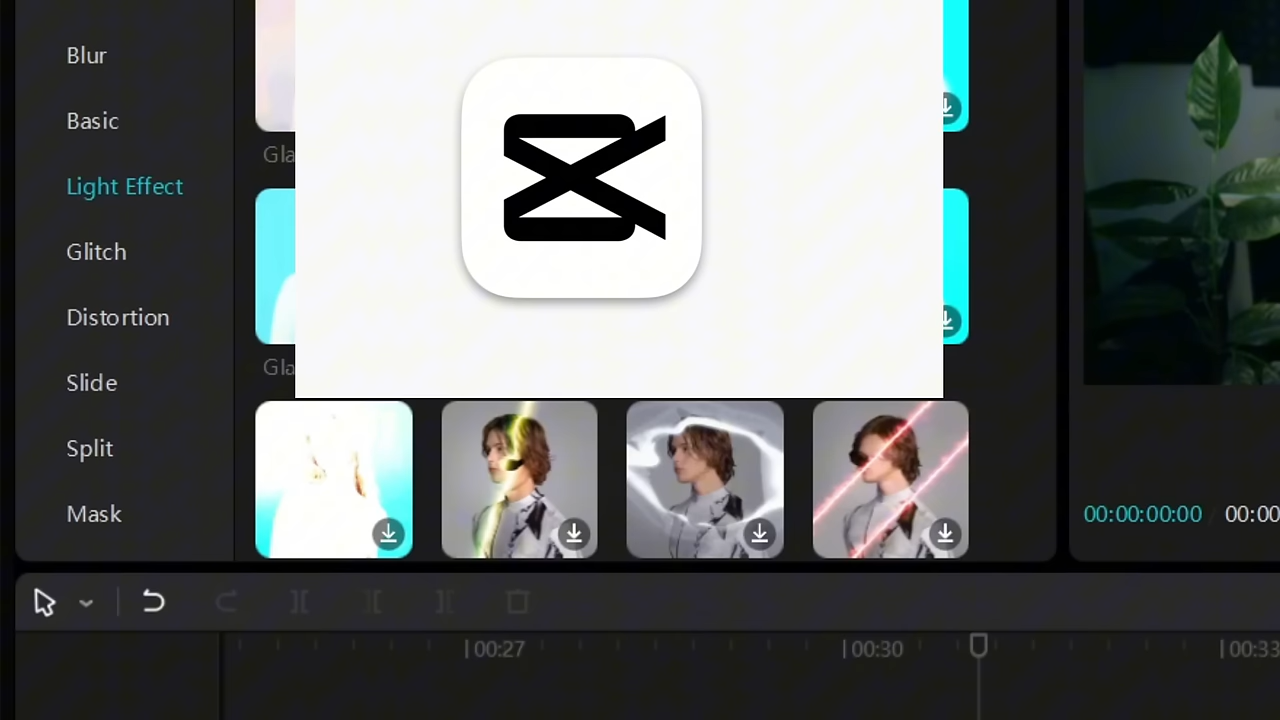 Blur
Basic
Gla
Light Effect
Glitch
Distortion
Gla
Slide
Split
Mask
00:00:00:00 / 00:00
00:27
00:30
00:33